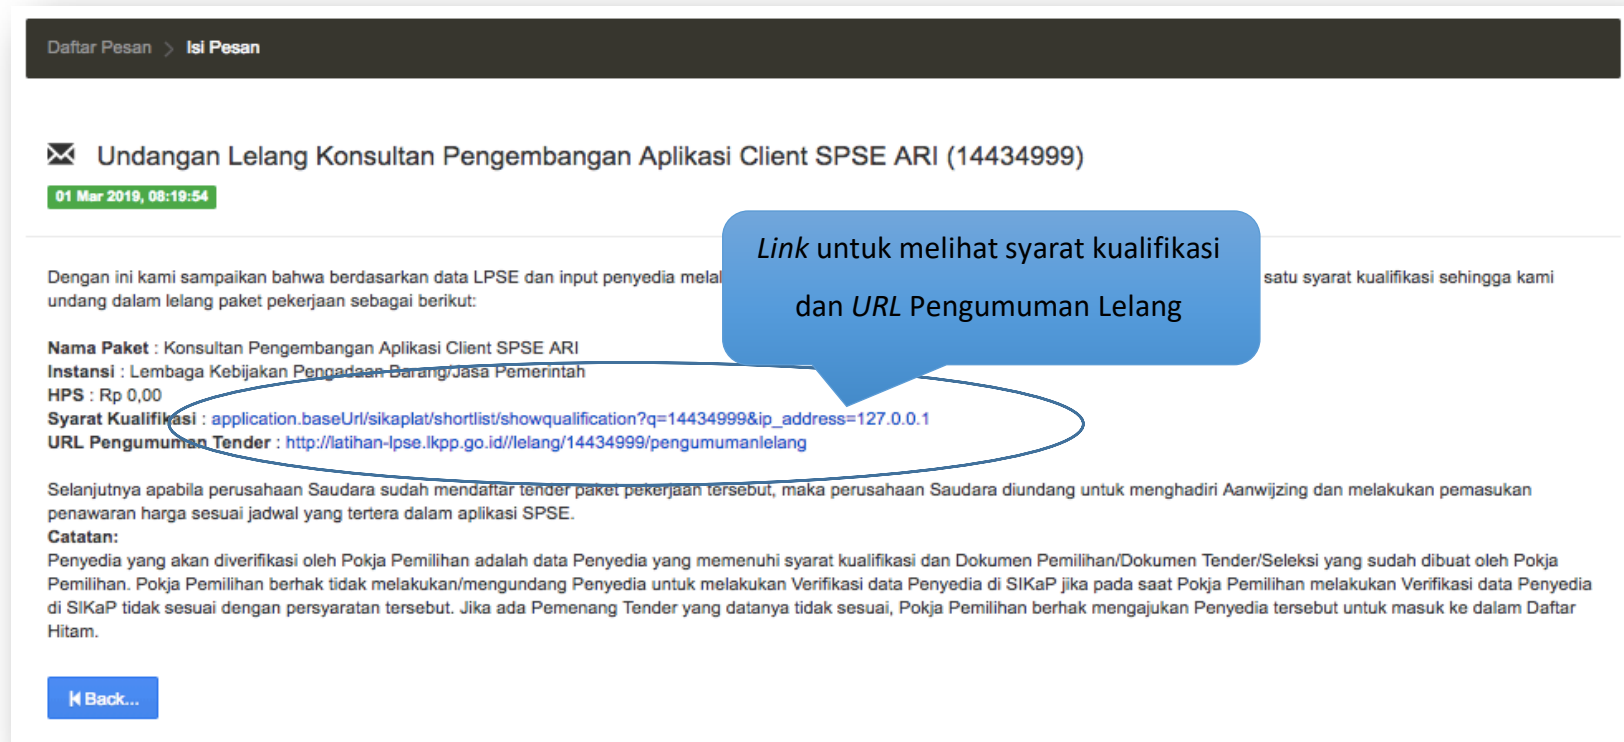 Daftar Pesan > Isi Pesan
Undangan Lelang Konsultan Pengembangan Aplikasi Client SPSE ARI (14434999)
01 Mar 2019, 08:19:54
Link untuk melihat syarat kualifikasi
dan URL Pengumuman Lelang
Dengan ini kami sampaikan bahwa berdasarkan data LPSE dan input penyedia satu syarat kualifikasi sehingga kami
undang dalam lelang paket pekerjaan sebagai berikut:
Nama Paket : Konsultan Pengembangan Aplikasi Client SPSE ARI
Instansi : Lembaga Kebijakan Pengadaan Barang/Jasa Pemerintah
HPS : Rp 0,00
Syarat Kualifikasi : application.baseUrl/sikaplat/shortlist/showqualification?q=14434999&ip_address=127.0.0.1
URL Pengumuman Tender : http://latihan-lpse.lkpp.go.id//lelang/14434999/pengumumanlelang
Selanjutnya apabila perusahaan Saudara sudah mendaftar tender paket pekerjaan tersebut, maka perusahaan Saudara diundang untuk menghadiri Aanwijzing dan melakukan pemasukan
penawaran harga sesuai jadwal yang tertera dalam aplikasi SPSE.
Catatan:
Penyedia yang akan diverifikasi oleh Pokja Pemilihan adalah data Penyedia yang memenuhi syarat kualifikasi dan Dokumen Pemilihan/Dokumen Tender/Seleksi yang sudah dibuat oleh Pokja
Pemilihan. Pokja Pemilihan berhak tidak melakukan/mengundang Penyedia untuk melakukan Verifikasi data Penyedia di SIKaP jika pada saat Pokja Pemilihan melakukan Verifikasi data Penyedia
di SIKaP tidak sesuai dengan persyaratan tersebut. Jika ada Pemenang Tender yang datanya tidak sesuai, Pokja Pemilihan berhak mengajukan Penyedia tersebut untuk masuk ke dalam Daftar
Hitam.
Back...